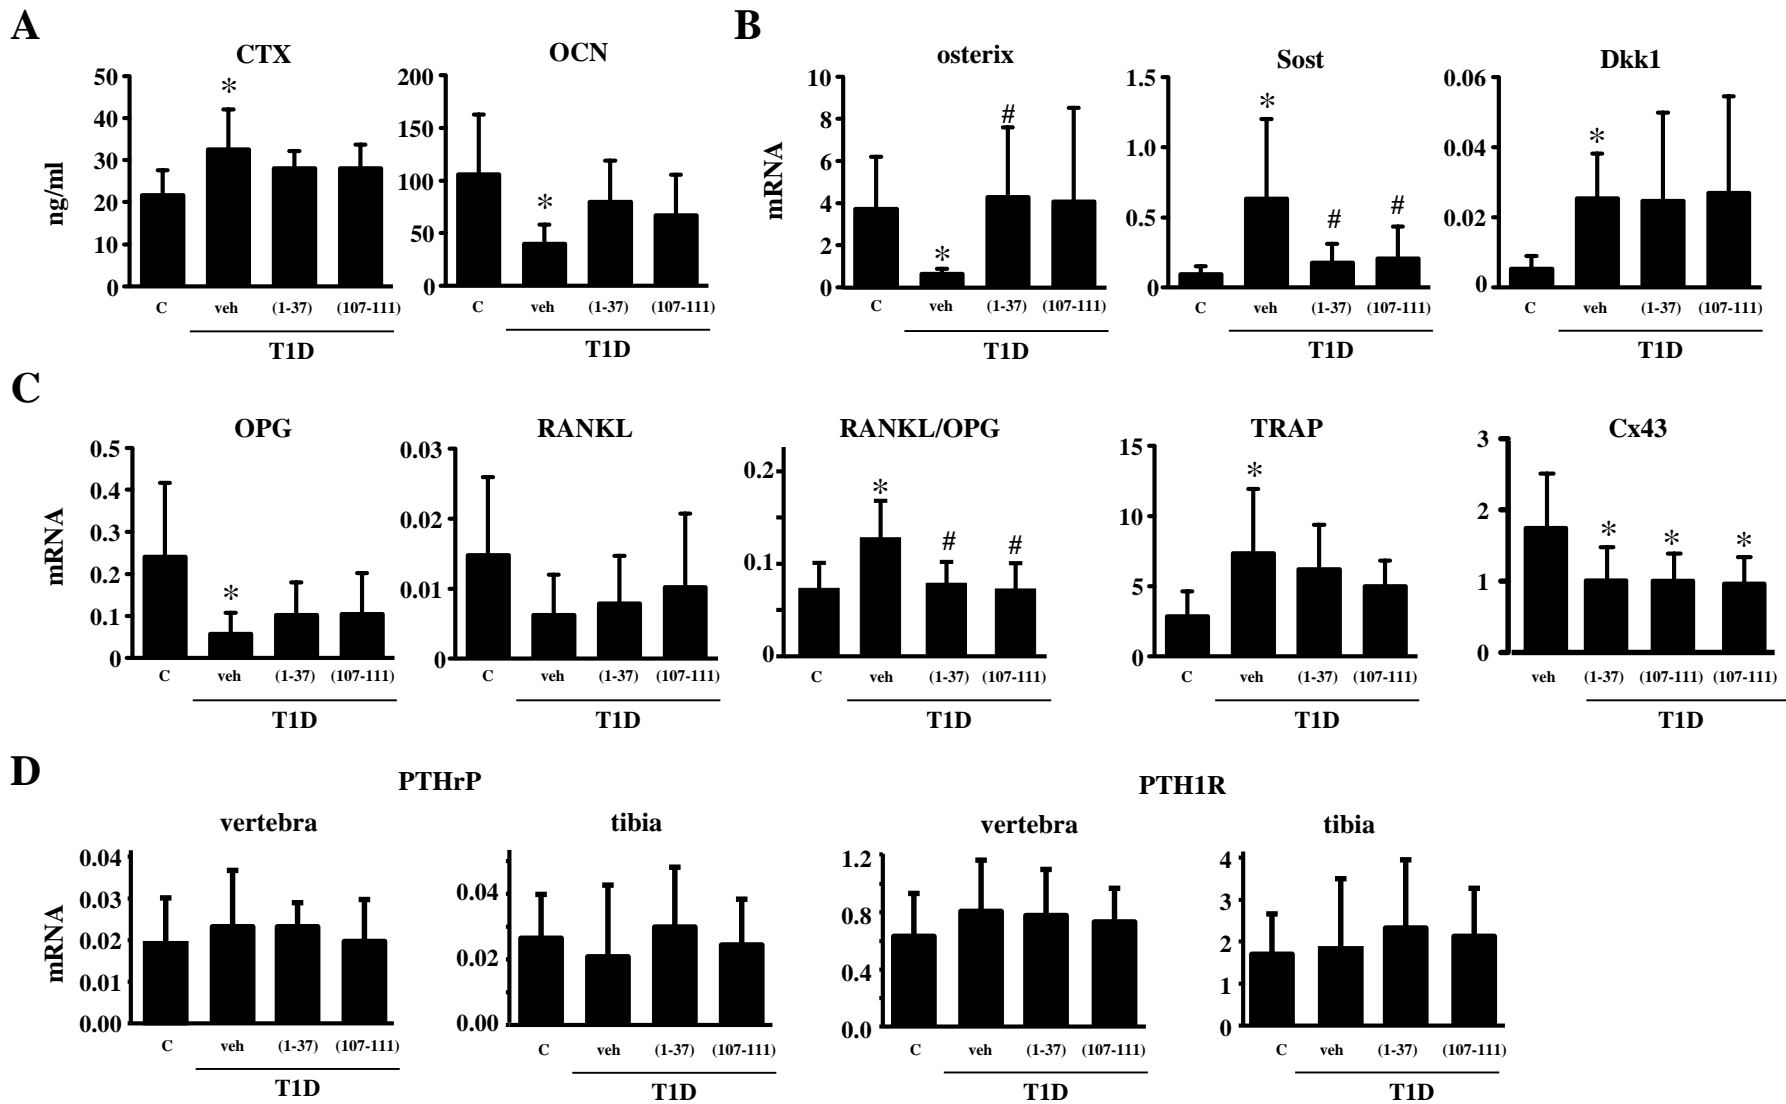 A
B
CTX
OCN
osterix
Sost
Dkk1
ng/ml
50
40
30
20
10
0
*
C
veh
(1-37)
(107-111)
T1D
200
150
100
50
0
*
C
veh
(1-37)
(107-111)
T1D
mRNA
10
8
6
4
2
0
*
#
C
veh
(1-37)
(107-111)
T1D
1.5
1.0
0.5
0
*
#
#
C
veh
(1-37)
(107-111)
T1D
0.06
0.04
0.02
0
*
C
veh
(1-37)
(107-111)
T1D
C
OPG
RANKL
RANKL/OPG
TRAP
Cx43
mRNA
0.5
0.4
0.3
0.2
0.1
0
*
C
veh
(1-37)
(107-111)
T1D
0.03
0.02
0.01
0
C
veh
(1-37)
(107-111)
T1D
0.2
0.1
0
*
#
#
C
veh
(1-37)
(107-111)
T1D
15
10
5
0
*
C
veh
(1-37)
(107-111)
T1D
3
2
1
0
*
*
*
veh
(1-37)
(107-111)
(107-111)
T1D
D
PTHrP
PTH1R
vertebra
tibia
vertebra
tibia
mRNA
0.04
0.03
0.02
0.01
0.00
C
veh
(1-37)
(107-111)
T1D
0.04
0.02
0.00
C
veh
(1-37)
(107-111)
T1D
1.2
0.8
0.4
0.0
C
veh
(1-37)
(107-111)
T1D
4
3
2
1
0
C
veh
(1-37)
(107-111)
T1D